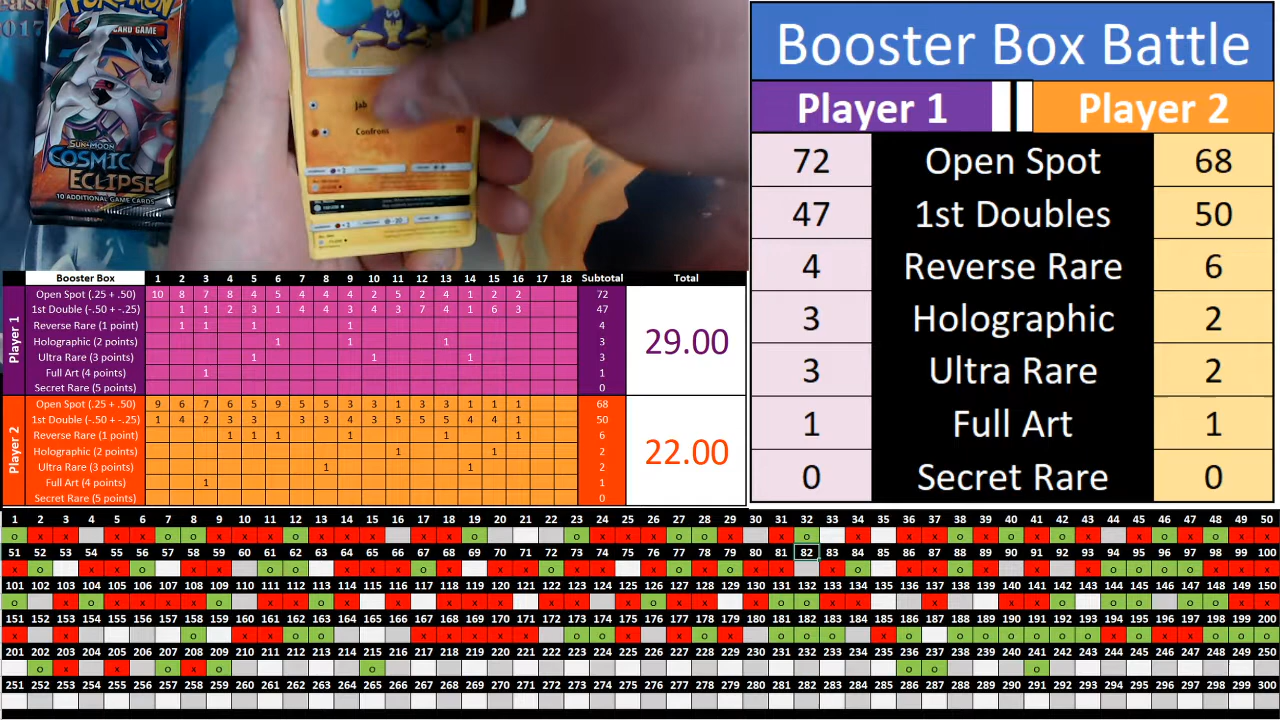 2017
POKÉMON
CARD GAME
SUN & MOON
COSMIC
ECLIPSE
10 ADDITIONAL GAME CARDS
Jab
Confront
Booster Box Battle
Player 1 Player 2
72 Open Spot 68
47 1st Doubles 50
4 Reverse Rare 6
3 Holographic 2
3 Ultra Rare 2
1 Full Art 1
0 Secret Rare 0
Booster Box 1 2 3 4 5 6 7 8 9 10 11 12 13 14 15 16 17 18 Subtotal Total
Player 1
Open Spot (.25 + .50) 10 8 7 8 4 5 4 4 4 2 5 2 4 1 2 2 72
1st Double (-.50 + -.25) 1 1 2 3 1 4 4 3 4 3 7 4 1 6 3 47
Reverse Rare (1 point) 1 1 1 1 4
Holographic (2 points) 1 1 1 3
Ultra Rare (3 points) 1 1 1 3
Full Art (4 points) 1 1
Secret Rare (5 points) 0
29.00
Player 2
Open Spot (.25 + .50) 9 6 7 6 5 9 5 5 3 3 1 3 3 1 1 1 68
1st Double (-.50 + -.25) 1 4 2 3 3 3 3 4 3 5 5 5 4 4 1 50
Reverse Rare (1 point) 1 1 1 1 1 1 6
Holographic (2 points) 1 1 2
Ultra Rare (3 points) 1 1 2
Full Art (4 points) 1 1
Secret Rare (5 points) 0
22.00
1 2 3 4 5 6 7 8 9 10 11 12 13 14 15 16 17 18 19 20 21 22 23 24 25 26 27 28 29 30 31 32 33 34 35 36 37 38 39 40 41 42 43 44 45 46 47 48 49 50
51 52 53 54 55 56 57 58 59 60 61 62 63 64 65 66 67 68 69 70 71 72 73 74 75 76 77 78 79 80 81 82 83 84 85 86 87 88 89 90 91 92 93 94 95 96 97 98 99 100
101 102 103 104 105 106 107 108 109 110 111 112 113 114 115 116 117 118 119 120 121 122 123 124 125 126 127 128 129 130 131 132 133 134 135 136 137 138 139 140 141 142 143 144 145 146 147 148 149 150
151 152 153 154 155 156 157 158 159 160 161 162 163 164 165 166 167 168 169 170 171 172 173 174 175 176 177 178 179 180 181 182 183 184 185 186 187 188 189 190 191 192 193 194 195 196 197 198 199 200
201 202 203 204 205 206 207 208 209 210 211 212 213 214 215 216 217 218 219 220 221 222 223 224 225 226 227 228 229 230 231 232 233 234 235 236 237 238 239 240 241 242 243 244 245 246 247 248 249 250
251 252 253 254 255 256 257 258 259 260 261 262 263 264 265 266 267 268 269 270 271 272 273 274 275 276 277 278 279 280 281 282 283 284 285 286 287 288 289 290 291 292 293 294 295 296 297 298 299 300